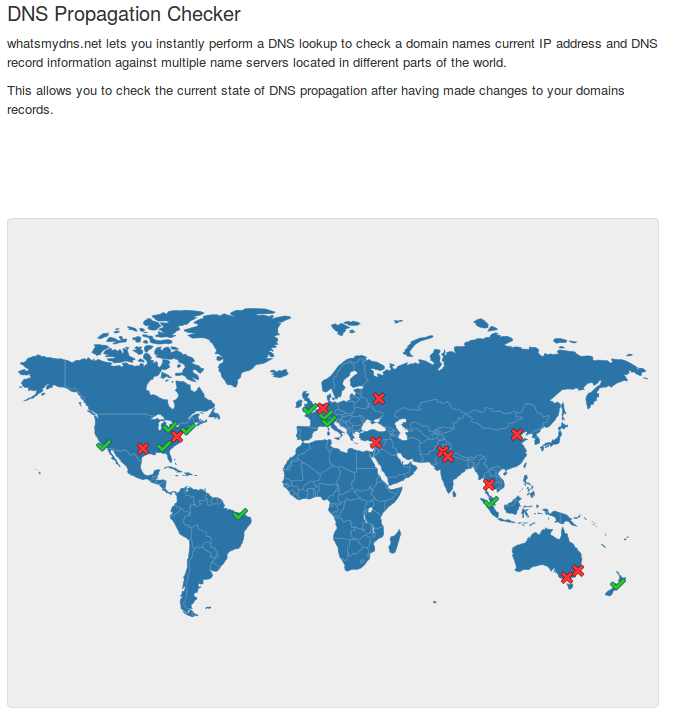 DNS Propagation Checker
whatsmydns.net lets you instantly perform a DNS lookup to check a domain names current IP address and DNS
record information against multiple name servers located in different parts of the world.
This allows you to check the current state of DNS propagation after having made changes to your domains
records.